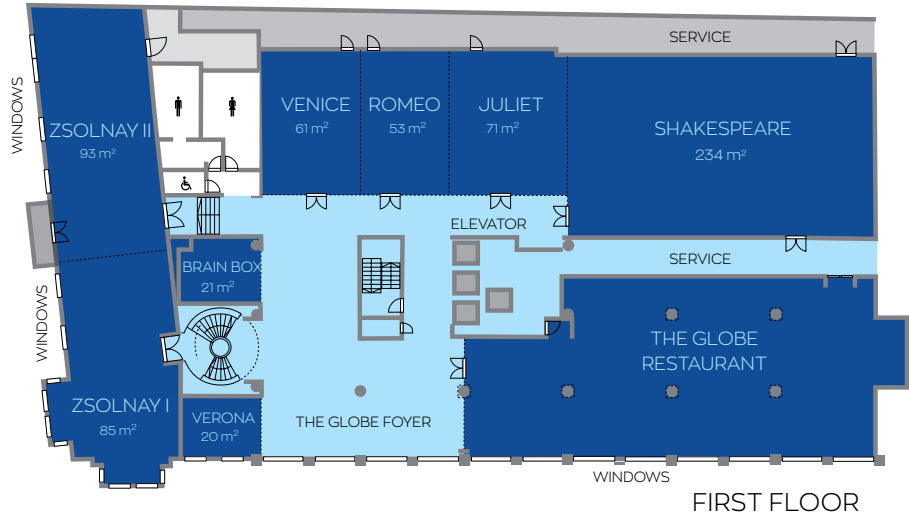 SERVICE
WINDOWS
ZSOLNAY II
93 m²
VENICE
61 m²
ROMEO
53 m²
JULIET
71 m²
SHAKESPEARE
234 m²
ELEVATOR
SERVICE
BRAIN BOX
21 m²
WINDOWS
THE GLOBE
RESTAURANT
ZSOLNAY I
85 m²
VERONA
20 m²
THE GLOBE FOYER
WINDOWS
FIRST FLOOR